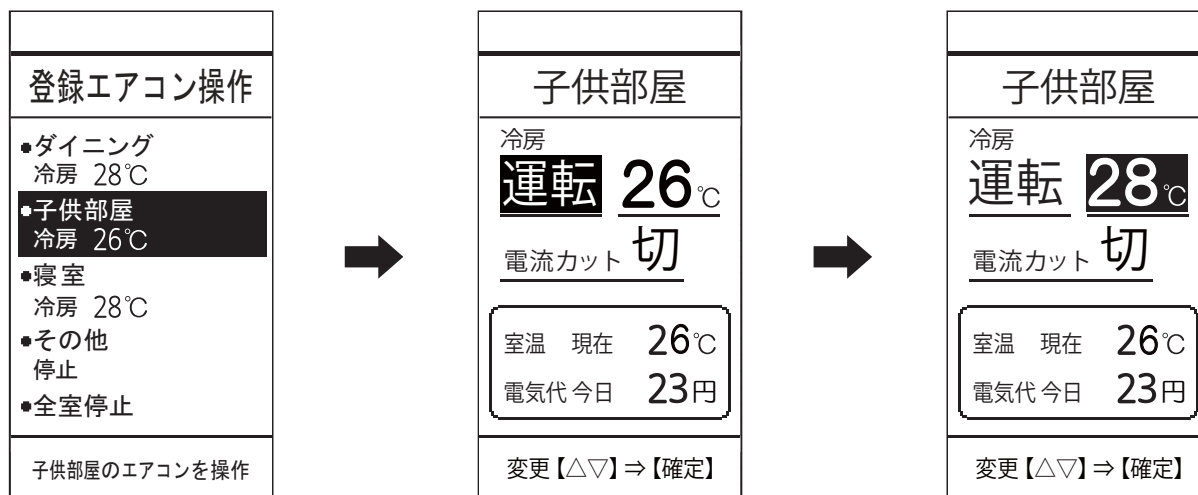 登録エアコン操作
●ダイニング
冷房 28℃
●子供部屋
冷房 26℃
●寝室
冷房 28℃
●その他
停止
●全室停止
子供部屋のエアコンを操作
子供部屋
冷房
運転 26℃
電流カット 切
室温 現在 26℃
電気代 今日 23円
変更【△▽】⇒【確定】
子供部屋
冷房
運転 28℃
電流カット 切
室温 現在 26℃
電気代 今日 23円
変更【△▽】⇒【確定】